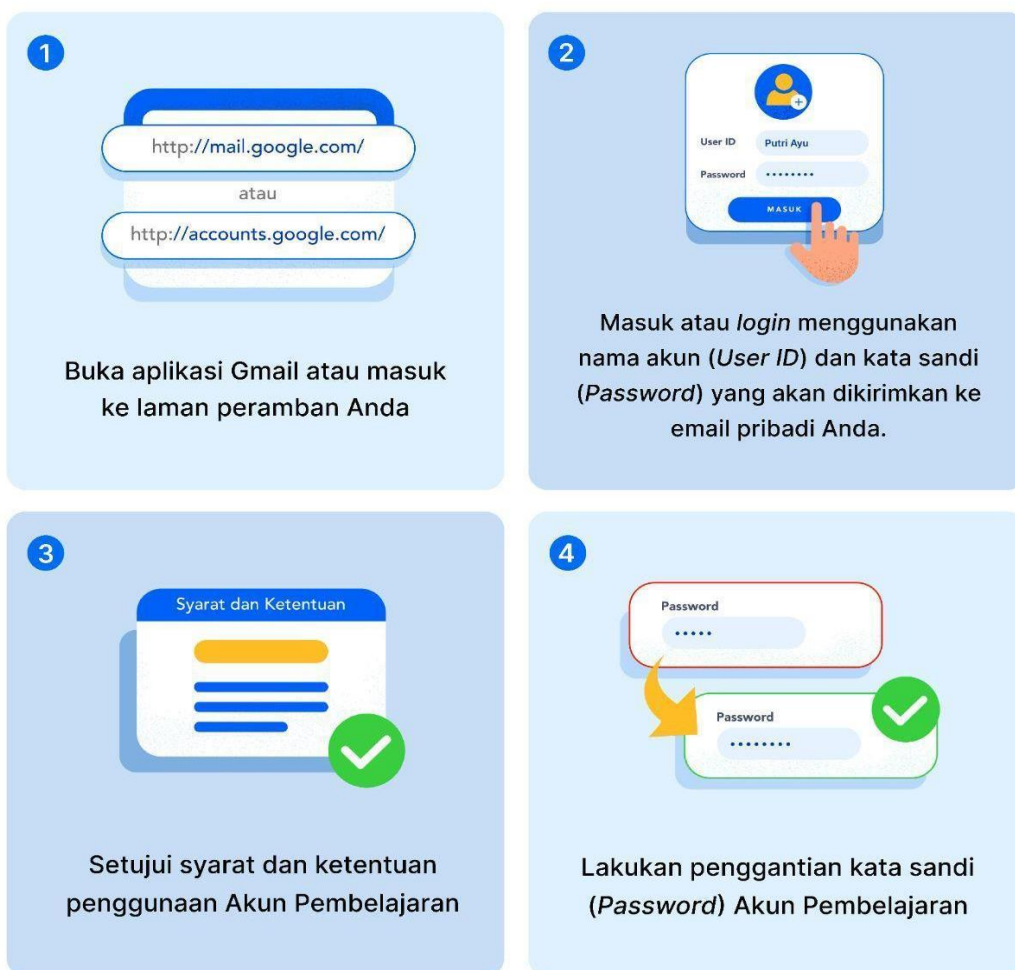 1
http://mail.google.com/
atau
http://accounts.google.com/
Buka aplikasi Gmail atau masuk
ke laman peramban Anda
2
User ID Putri Ayu
Password ••••••••
MASUK
Masuk atau login menggunakan
nama akun (User ID) dan kata sandi
(Password) yang akan dikirimkan ke
email pribadi Anda.
3
Syarat dan Ketentuan
Setujui syarat dan ketentuan
penggunaan Akun Pembelajaran
4
Password
•••••
Password
••••••••
Lakukan penggantian kata sandi
(Password) Akun Pembelajaran